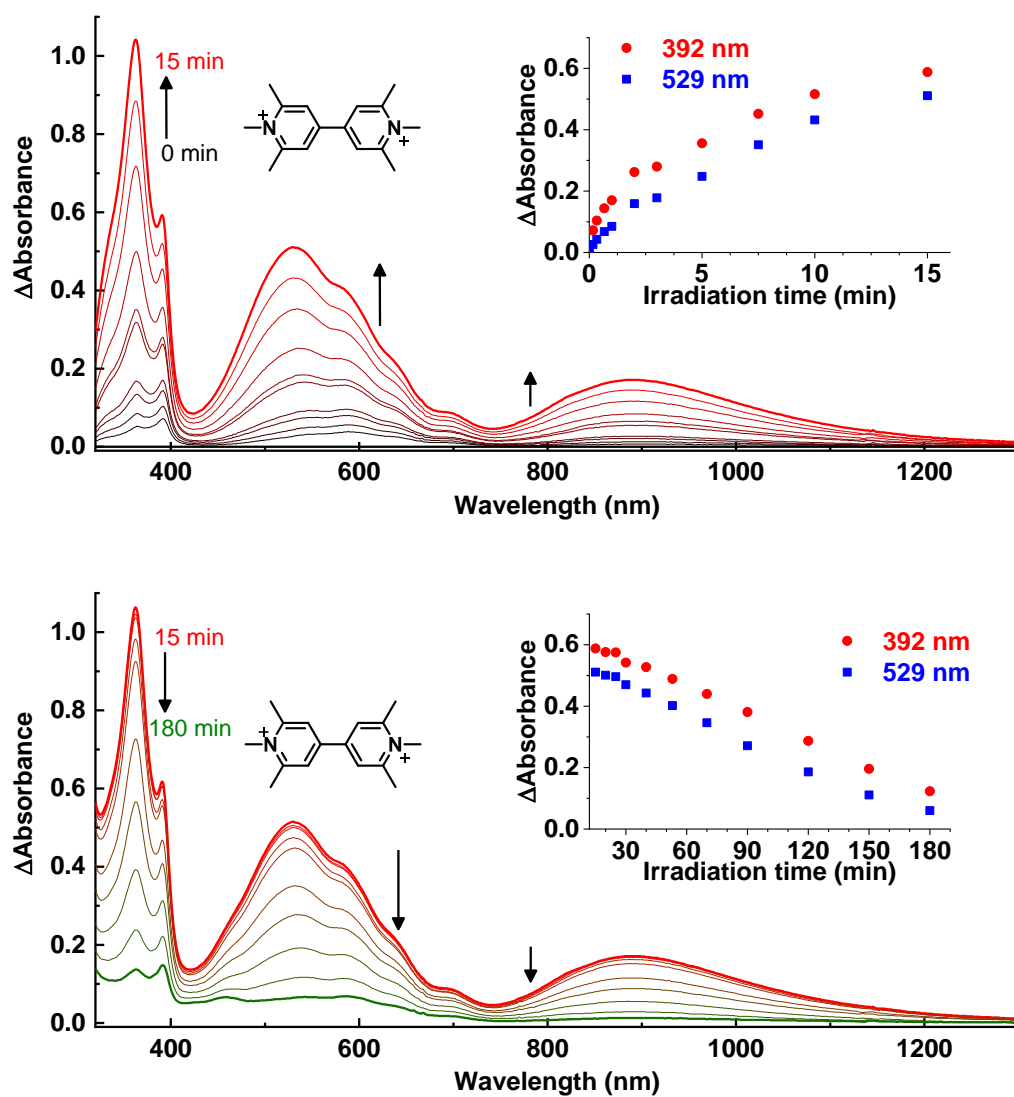 1.0
0.8
0.6
0.4
0.2
0.0
ΔAbsorbance
15 min
0 min
N
+
N
+
400
600
800
1000
1200
Wavelength (nm)
392 nm
529 nm
0.6
0.4
0.2
0.0
ΔAbsorbance
0
5
10
15
Irradiation time (min)
1.0
0.8
0.6
0.4
0.2
0.0
ΔAbsorbance
15 min
180 min
N
+
N
+
400
600
800
1000
1200
Wavelength (nm)
392 nm
529 nm
0.6
0.4
0.2
0.0
ΔAbsorbance
30
60
90
120
150
180
Irradiation time (min)